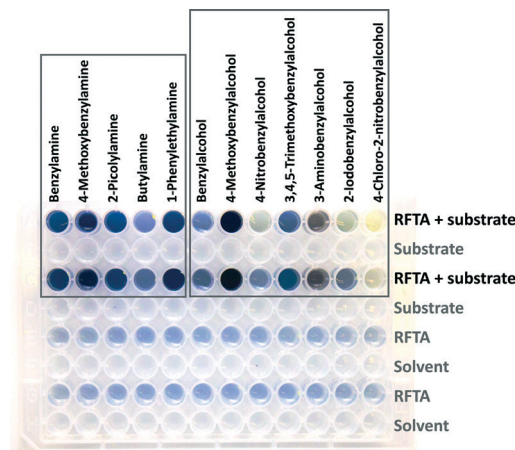 Benzylamine
4-Methoxybenzylamine
2-Picolylamine
Butylamine
1-Phenylethylamine
Benzylalcohol
4-Methoxybenzylalcohol
4-Nitrobenzylalcohol
3,4,5-Trimethoxybenzylalcohol
3-Aminobenzylalcohol
2-Iodobenzylalcohol
4-Chloro-2-nitrobenzylalcohol
RFTA + substrate
Substrate
RFTA + substrate
Substrate
RFTA
Solvent
RFTA
Solvent